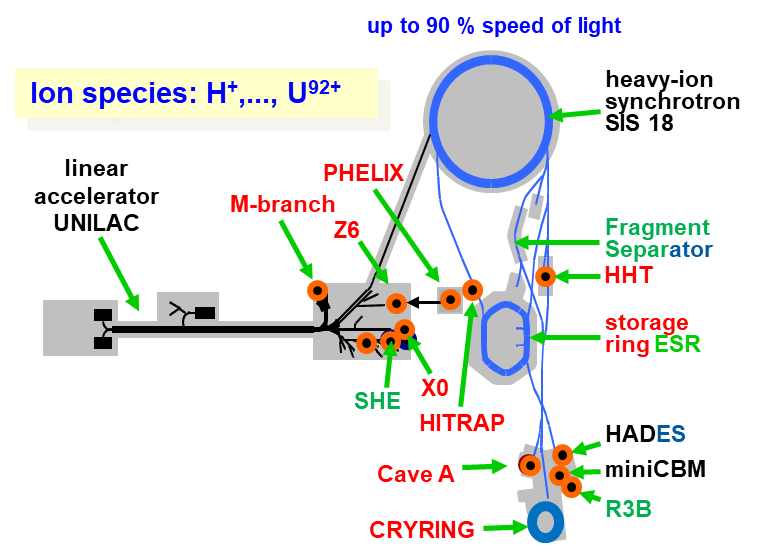 up to 90 % speed of light
Ion species: H+,..., U92+
heavy-ion
synchrotron
SIS 18
linear
accelerator
UNILAC
PHELIX
M-branch
Z6
Fragment
Separator
HHT
storage
ring ESR
X0
SHE
HITRAP
HADES
miniCBM
Cave A
R3B
CRYRING